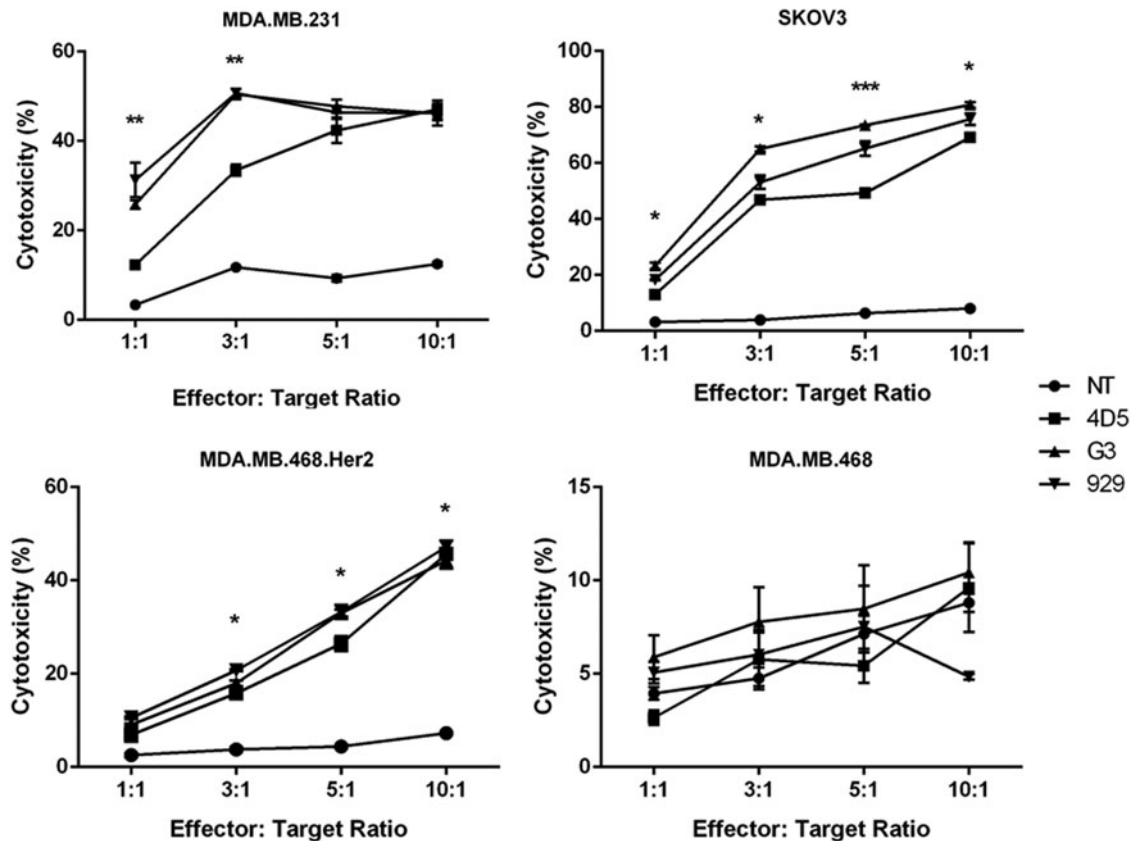 MDA.MB.231
Cytotoxicity (%)
60
40
20
0
**
**
1:1
3:1
5:1
10:1
Effector: Target Ratio
SKOV3
Cytotoxicity (%)
100
80
60
40
20
0
*
*
***
*
1:1
3:1
5:1
10:1
Effector: Target Ratio
NT
4D5
G3
929
MDA.MB.468.Her2
Cytotoxicity (%)
60
40
20
0
*
*
*
1:1
3:1
5:1
10:1
Effector: Target Ratio
MDA.MB.468
Cytotoxicity (%)
15
10
5
0
1:1
3:1
5:1
10:1
Effector: Target Ratio